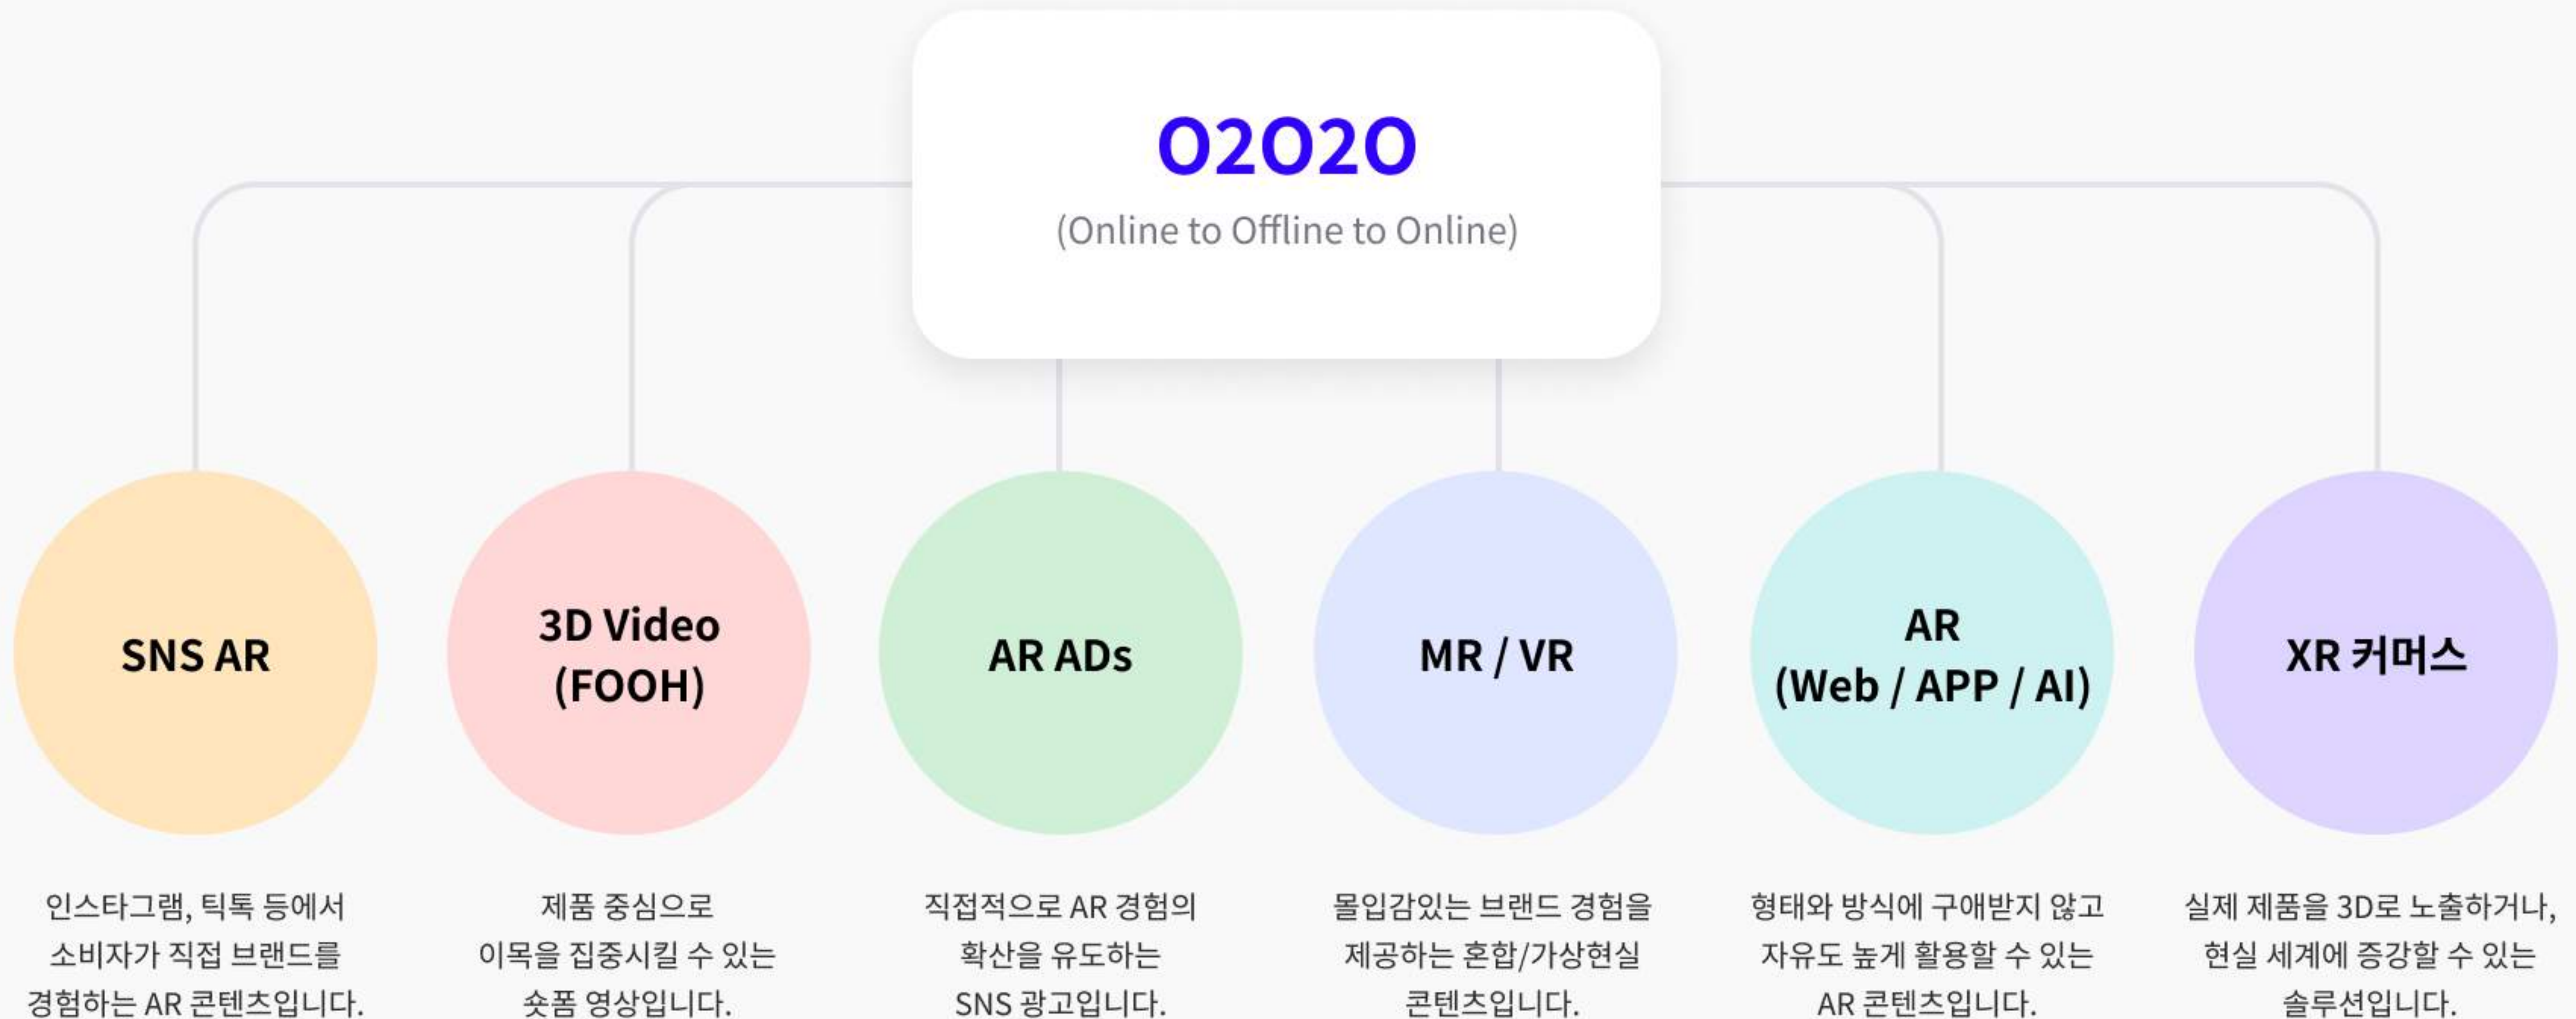 O2O2O
(Online to Offline to Online)
SNS AR
3D Video
(FOOH)
AR ADs
MR / VR
AR
(Web / APP / AI)
XR 커머스
인스타그램, 틱톡 등에서
소비자가 직접 브랜드를
경험하는 AR 콘텐츠입니다.
제품 중심으로
이목을 집중시킬 수 있는
숏폼 영상입니다.
직접적으로 AR 경험의
확산을 유도하는
SNS 광고입니다.
몰입감있는 브랜드 경험을
제공하는 혼합/가상현실
콘텐츠입니다.
형태와 방식에 구애받지 않고
자유도 높게 활용할 수 있는
AR 콘텐츠입니다.
실제 제품을 3D로 노출하거나,
현실 세계에 증강할 수 있는
솔루션입니다.